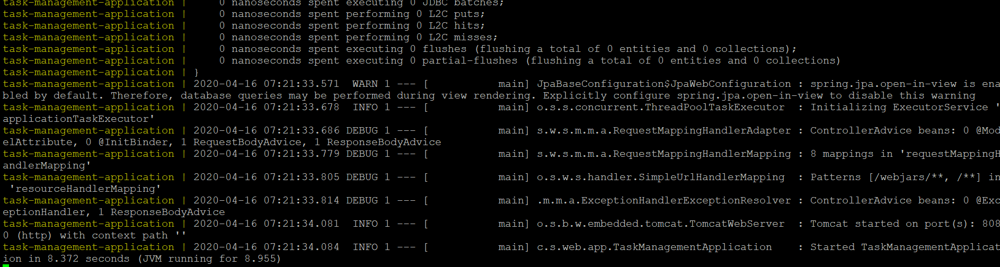 task-management-application |     0 nanoseconds spent executing 0 JDBC batches;
task-management-application |     0 nanoseconds spent performing 0 L2C puts;
task-management-application |     0 nanoseconds spent performing 0 L2C hits;
task-management-application |     0 nanoseconds spent performing 0 L2C misses;
task-management-application |     0 nanoseconds spent executing 0 flushes (flushing a total of 0 entities and 0 collections);
task-management-application |     0 nanoseconds spent executing 0 partial-flushes (flushing a total of 0 entities and 0 collections)
task-management-application | }
task-management-application | 2020-04-16 07:21:33.571  WARN 1 --- [           main] JpaBaseConfiguration$JpaWebConfiguration : spring.jpa.open-in-view is ena
bled by default. Therefore, database queries may be performed during view rendering. Explicitly configure spring.jpa.open-in-view to disable this warning
task-management-application | 2020-04-16 07:21:33.678  INFO 1 --- [           main] o.s.s.concurrent.ThreadPoolTaskExecutor  : Initializing ExecutorService '
applicationTaskExecutor'
task-management-application | 2020-04-16 07:21:33.686 DEBUG 1 --- [           main] s.w.s.m.m.a.RequestMappingHandlerAdapter : ControllerAdvice beans: 0 @Mod
elAttribute, 0 @InitBinder, 1 RequestBodyAdvice, 1 ResponseBodyAdvice
task-management-application | 2020-04-16 07:21:33.779 DEBUG 1 --- [           main] s.w.s.m.m.a.RequestMappingHandlerMapping : 8 mappings in 'requestMappingH
andlerMapping'
task-management-application | 2020-04-16 07:21:33.805 DEBUG 1 --- [           main] o.s.w.s.handler.SimpleUrlHandlerMapping  : Patterns [/webjars/**, /**] in
 'resourceHandlerMapping'
task-management-application | 2020-04-16 07:21:33.814 DEBUG 1 --- [           main] .m.m.a.ExceptionHandlerExceptionResolver : ControllerAdvice beans: 0 @Exc
eptionHandler, 1 ResponseBodyAdvice
task-management-application | 2020-04-16 07:21:34.081  INFO 1 --- [           main] o.s.b.w.embedded.tomcat.TomcatWebServer  : Tomcat started on port(s): 808
0 (http) with context path ''
task-management-application | 2020-04-16 07:21:34.084  INFO 1 --- [           main] c.s.web.app.TaskManagementApplication    : Started TaskManagementApplicat
ion in 8.372 seconds (JVM running for 8.955)